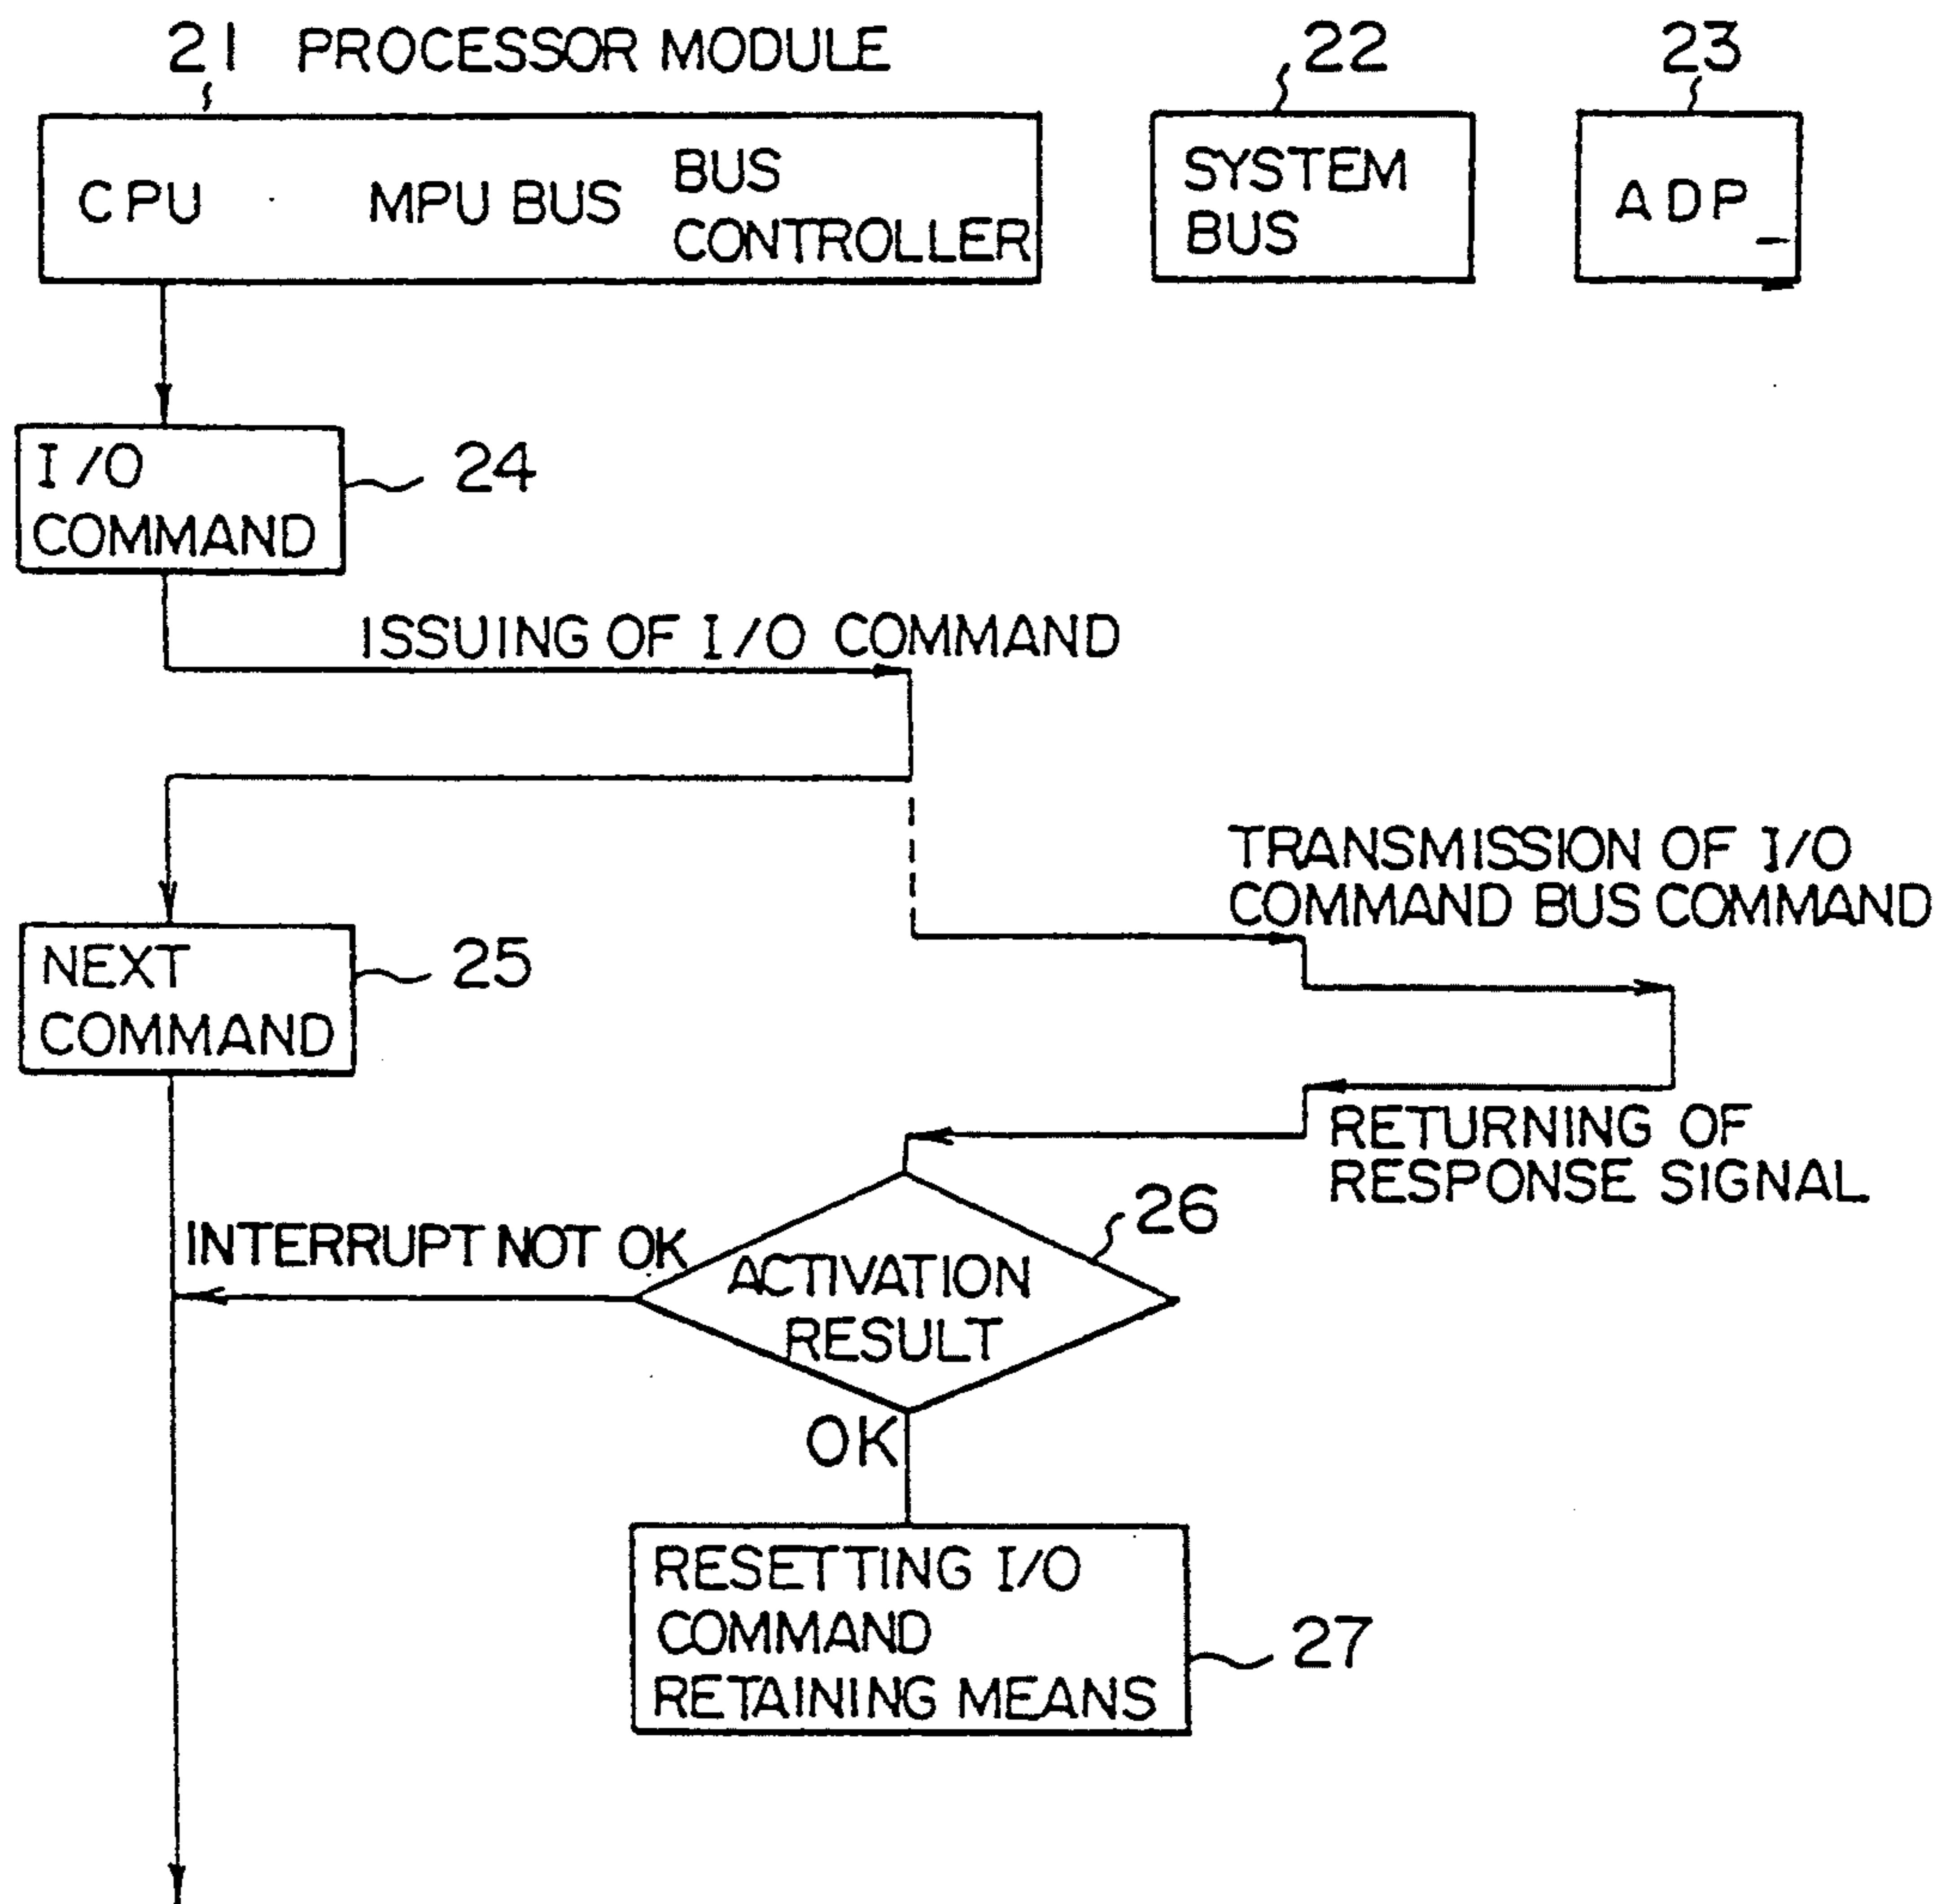 21 PROCESSOR MODULE
22
23
CPU MPU BUS BUS CONTROLLER
SYSTEM
BUS
ADP
I/O
COMMAND
24
ISSUING OF I/O COMMAND
TRANSMISSION OF I/O
COMMAND BUS COMMAND
NEXT
COMMAND
25
RETURNING OF
RESPONSE SIGNAL
26
INTERRUPT NOT OK
ACTIVATION
RESULT
OK
RESETTING I/O
COMMAND
RETAINING MEANS
27